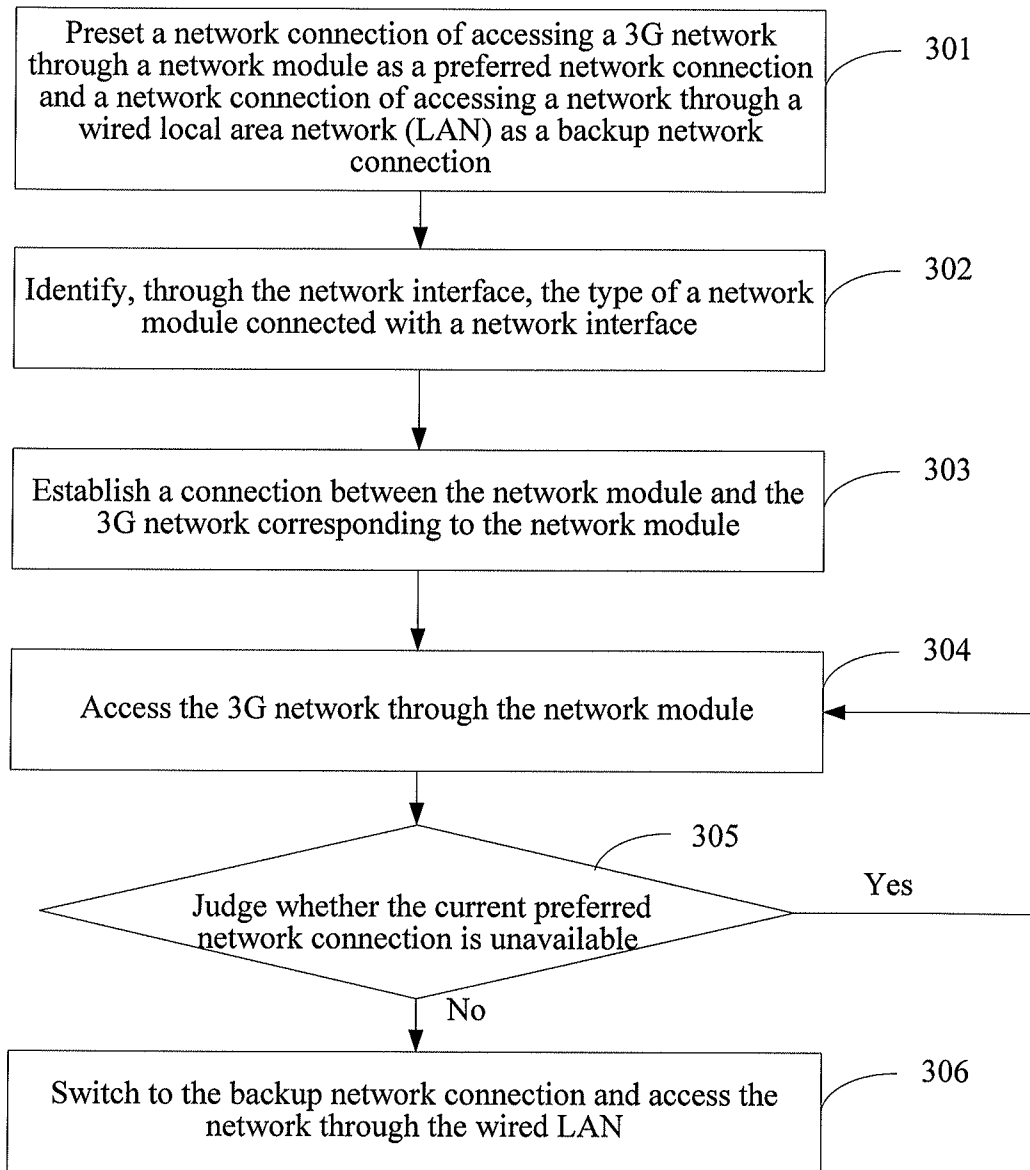 Preset a network connection of accessing a 3G network
through a network module as a preferred network connection
and a network connection of accessing a network through a
wired local area network (LAN) as a backup network
connection
301
Identify, through the network interface, the type of a network
module connected with a network interface
302
Establish a connection between the network module and the
3G network corresponding to the network module
303
Access the 3G network through the network module
304
Judge whether the current preferred
network connection is unavailable
305
Yes
No
Switch to the backup network connection and access the
network through the wired LAN
306